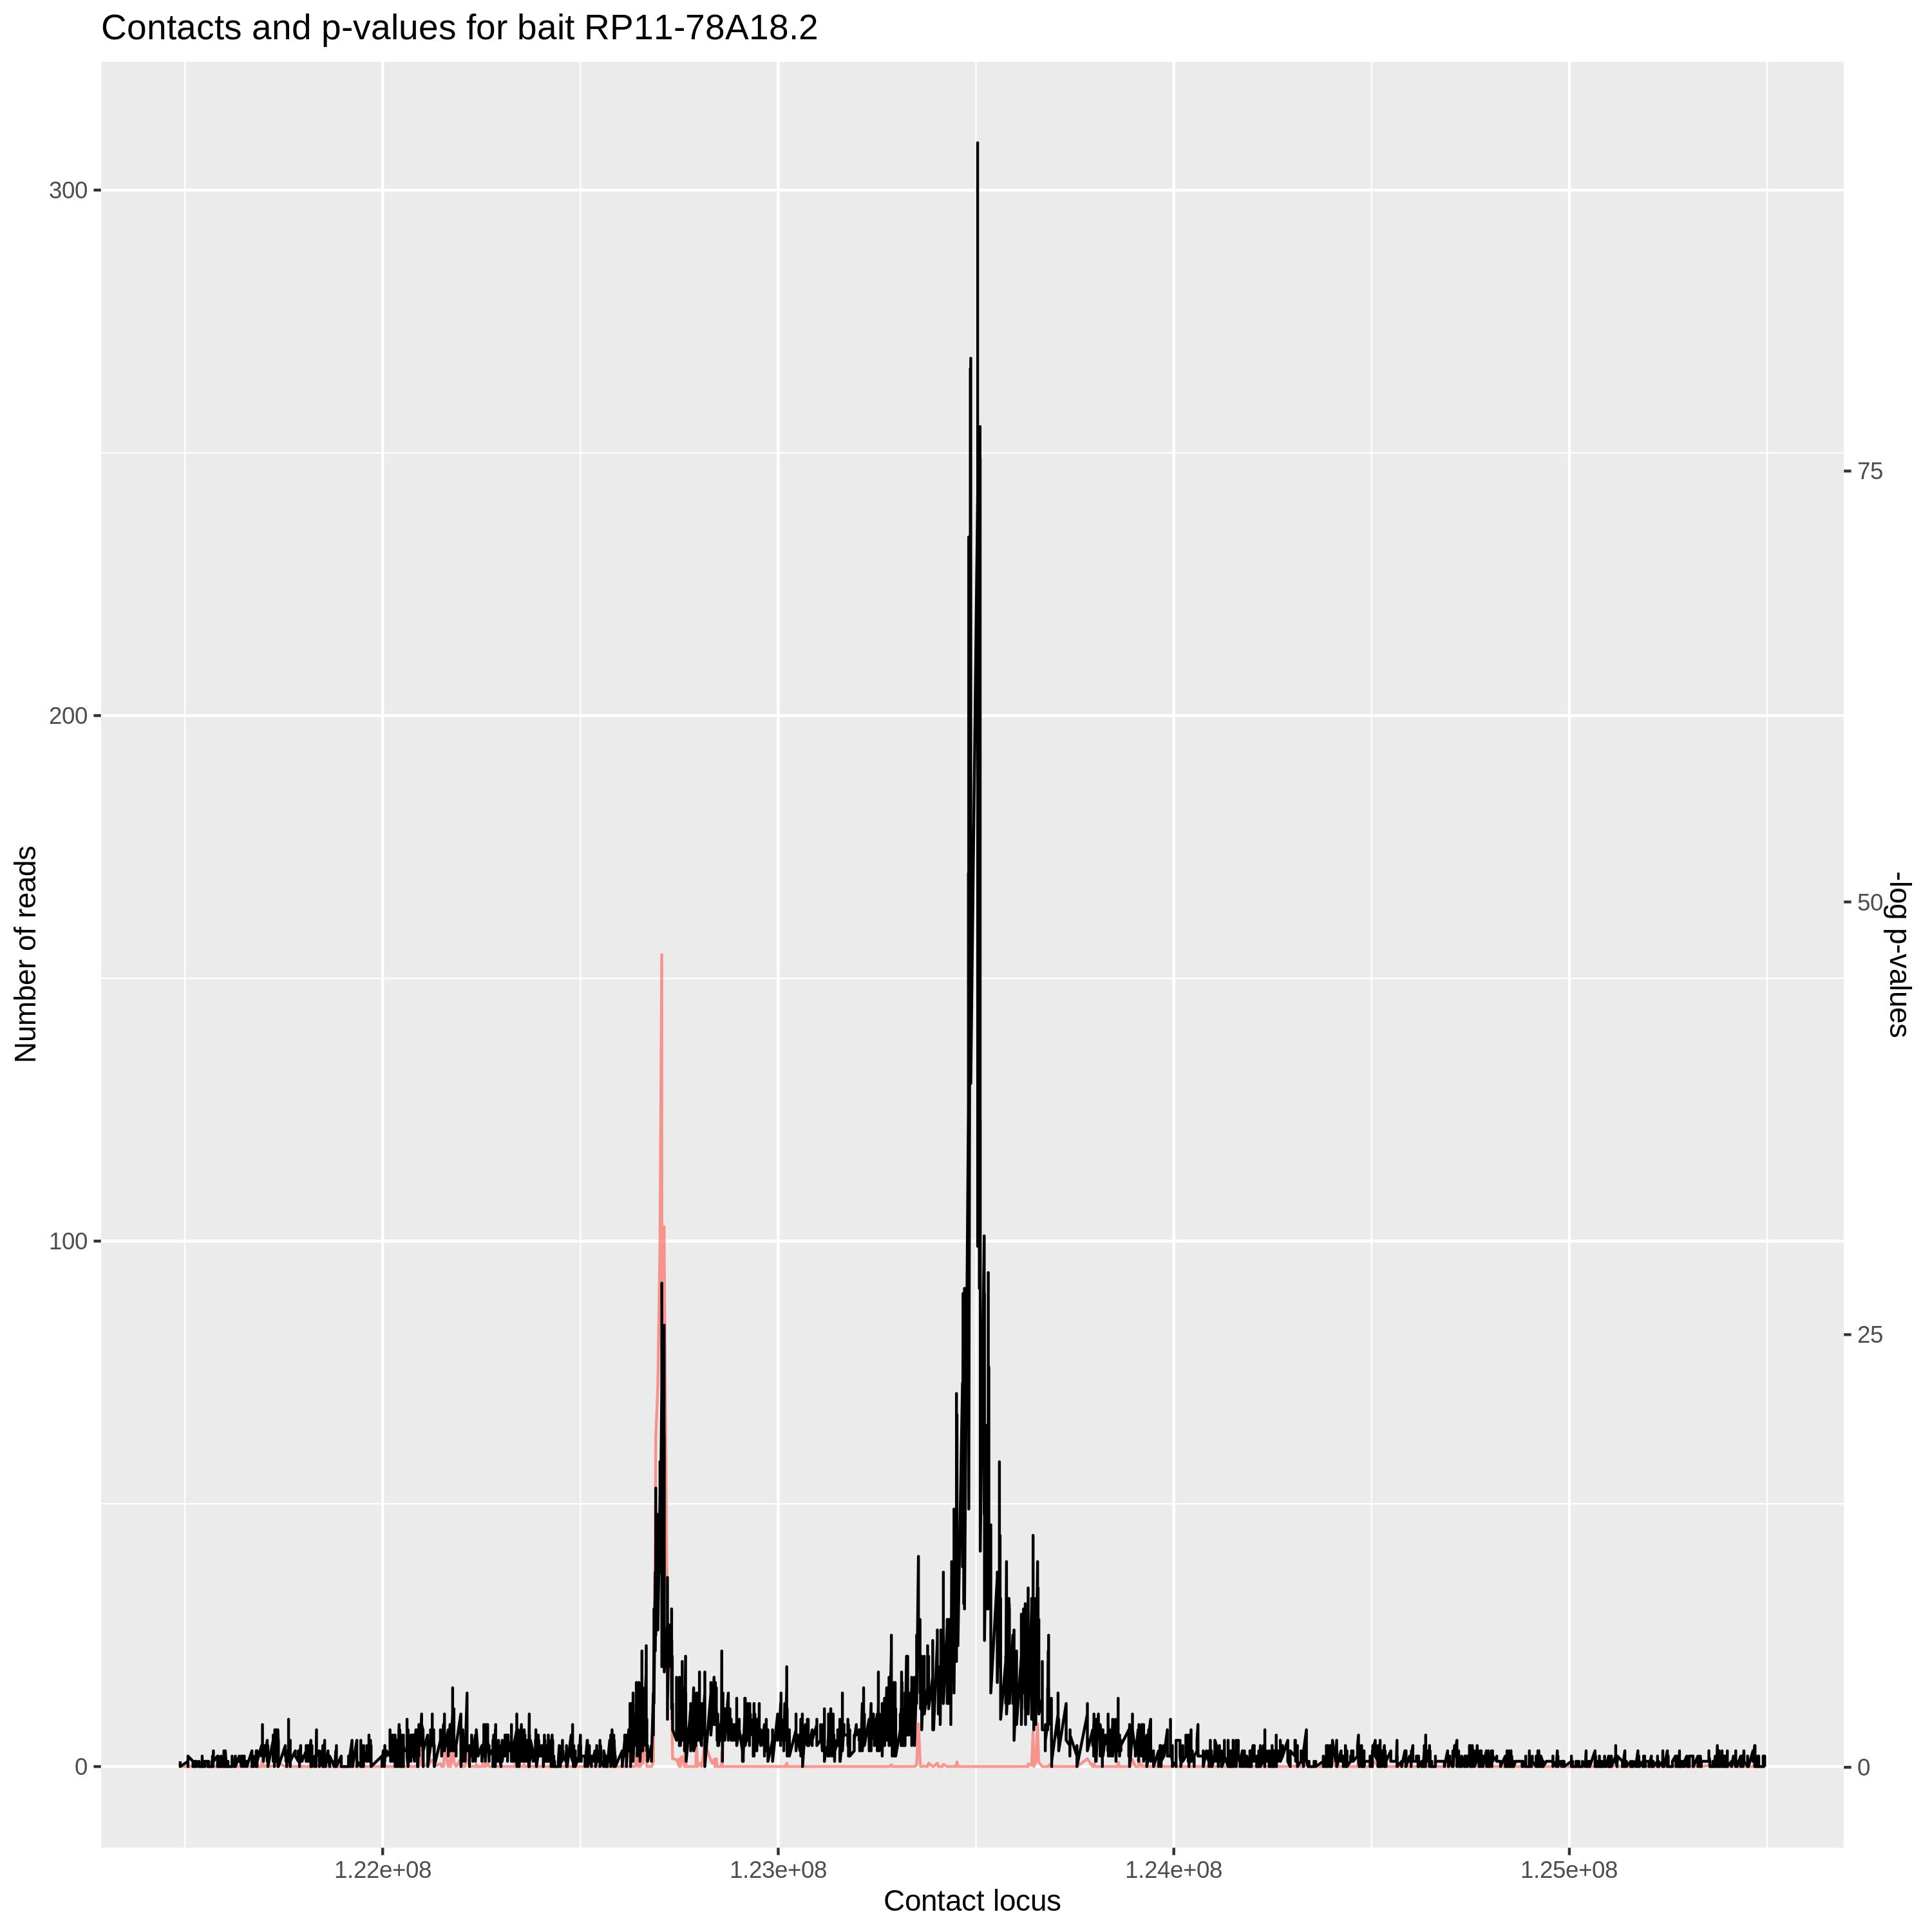 Contacts and p-values for bait RP11-78A18.2
300
200
100
0
Number of reads
75
50
25
0
-log p-values
1.22e+08
1.23e+08
1.24e+08
1.25e+08
Contact locus